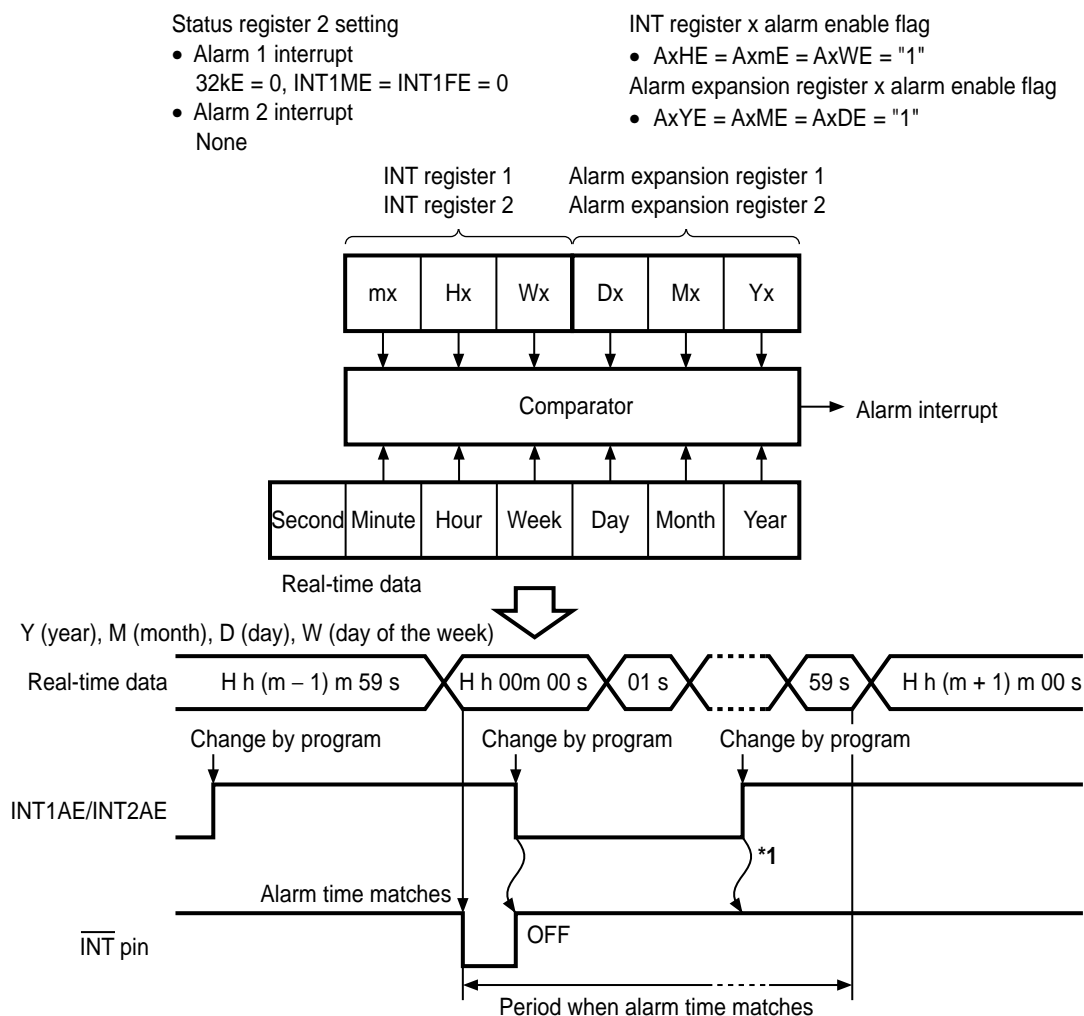 Status register 2 setting
• Alarm 1 interrupt
32kE = 0, INT1ME = INT1FE = 0
• Alarm 2 interrupt
None
INT register x alarm enable flag
• AxHE = AxmE = AxWE = "1"
Alarm expansion register x alarm enable flag
• AxYE = AxME = AxDE = "1"
INT register 1
INT register 2
Alarm expansion register 1
Alarm expansion register 2
mx Hx Wx Dx Mx Yx
Comparator
Alarm interrupt
Second Minute Hour Week Day Month Year
Real-time data
Y (year), M (month), D (day), W (day of the week)
Real-time data
H h (m − 1) m 59 s
H h 00m 00 s
01 s
59 s
H h (m + 1) m 00 s
Change by program
Change by program
Change by program
INT1AE/INT2AE
*1
Alarm time matches
OFF
INT pin
Period when alarm time matches